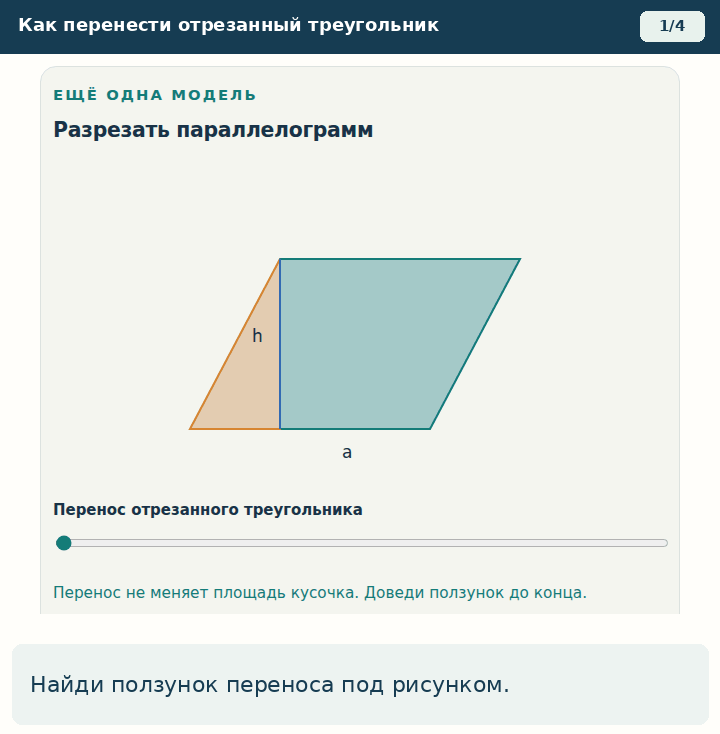 Как перенести отрезанный треугольник
1/4
ЕЩЁ ОДНА МОДЕЛЬ
Разрезать параллелограмм
h
a
Перенос отрезанного треугольника
Перенос не меняет площадь кусочка. Доведи ползунок до конца.
Найди ползунок переноса под рисунком.